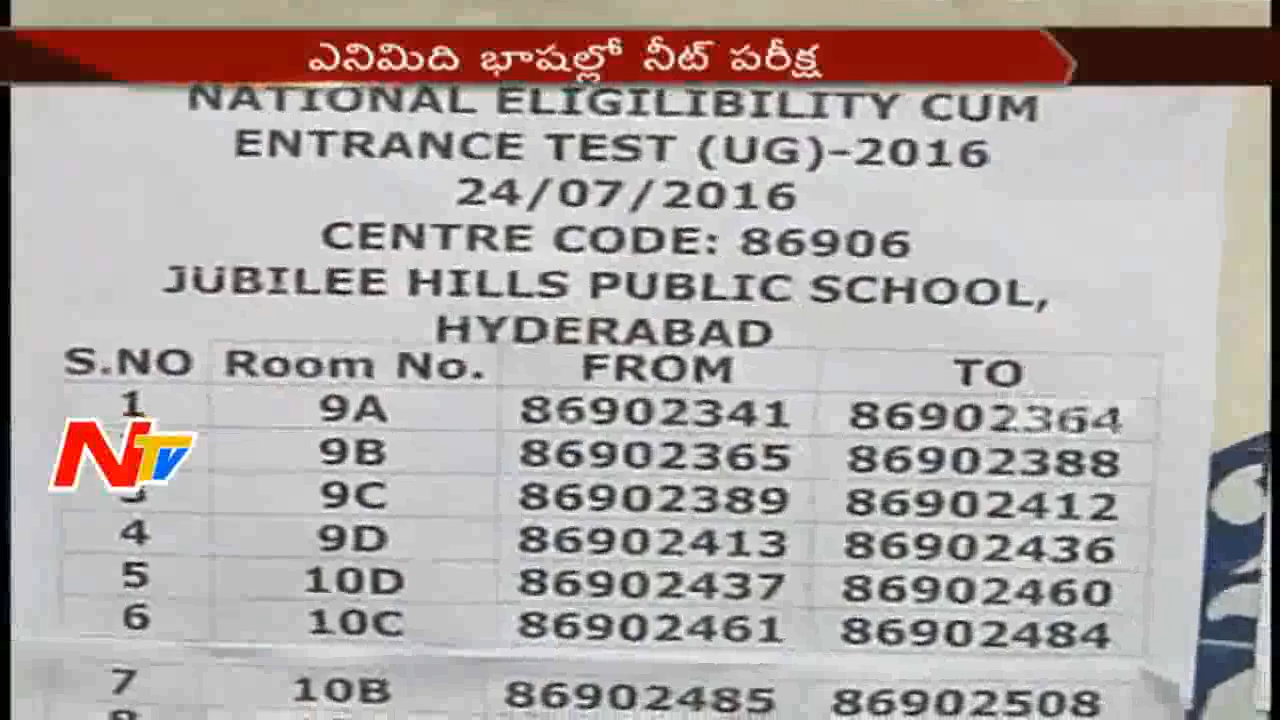 ఎనిమిది భాషల్లో నీట్ పరీక్ష
NATIONAL ELIGILIBILITY CUM
ENTRANCE TEST (UG)-2016
24/07/2016
CENTRE CODE: 86906
JUBILEE HILLS PUBLIC SCHOOL,
HYDERABAD
S.NO Room No. FROM TO
1 9A 86902341 86902364
NTV
9B 86902365 86902388
9C 86902389 86902412
4 9D 86902413 86902436
5 10D 86902437 86902460
6 10C 86902461 86902484
7 10B 86902485 86902508